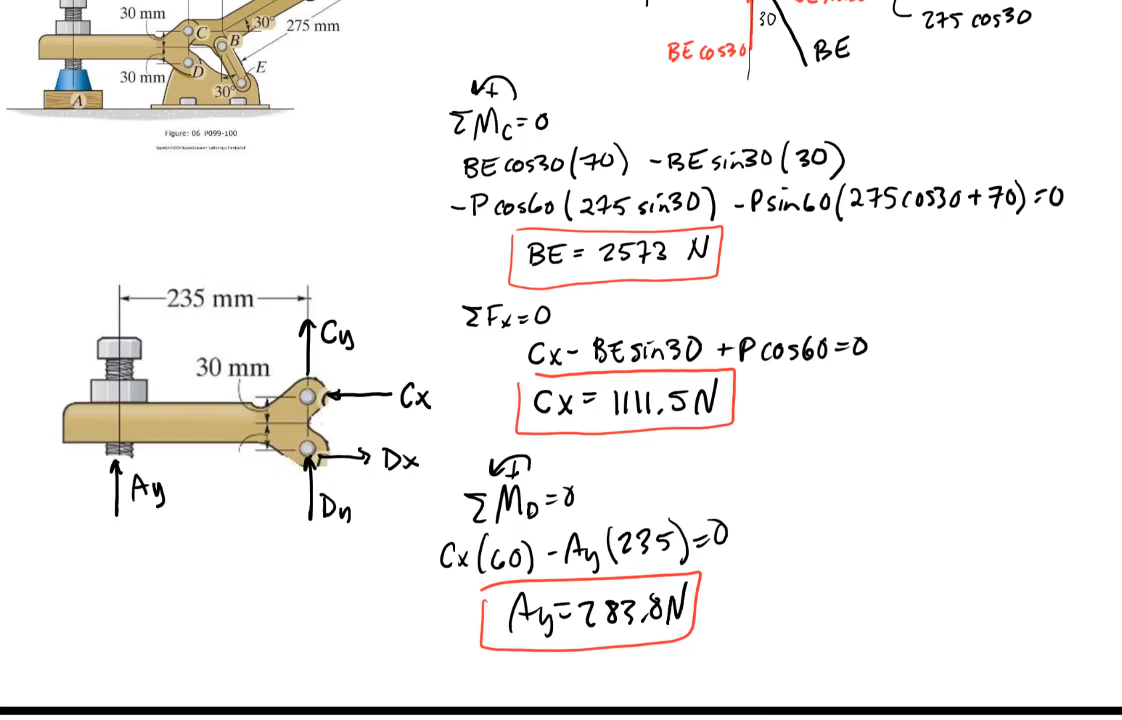 30 mm
C
30°
275 mm
B
E
D
30 mm
30°
A
Figure: 06_P099-100
30
275 cos30
BE cos30
BE
+
ΣMc=0
BE cos30(70) -BE sin30(30)
-P cos60(275 sin30) -P sin60(275cos30+70)=0
BE = 2573 N
235 mm
30 mm
Cy
Cx
Dx
Dy
Ay
ΣFx=0
Cx- BE sin30 +P cos60=0
Cx = 1111.5N
+
ΣMD=0
Cx(60) -Ay(235)=0
Ay=283.8N